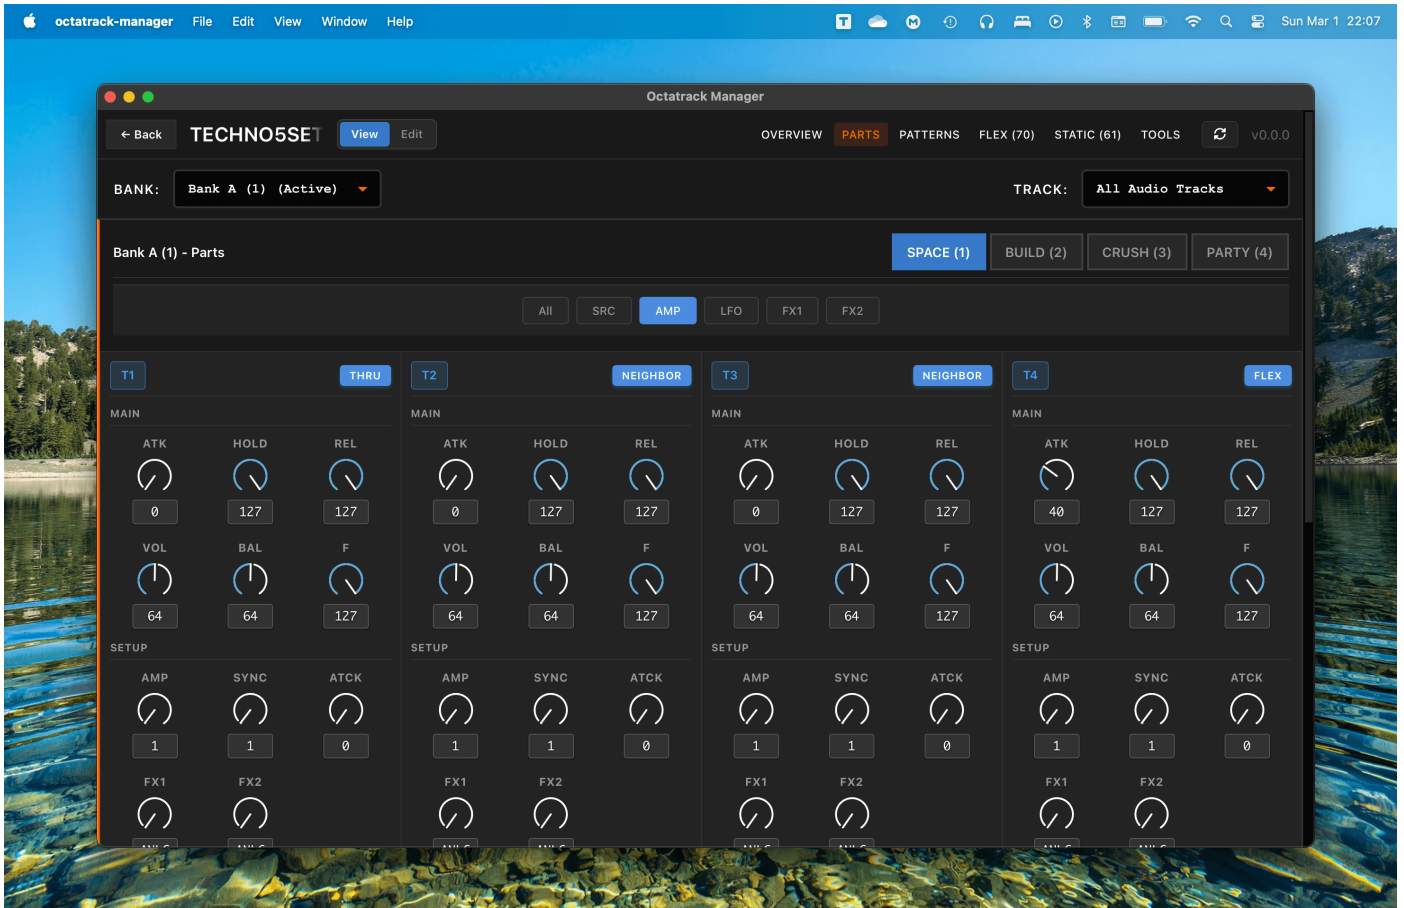 octatrack-manager File Edit View Window Help Sun Mar 1 22:07
Octatrack Manager
← Back TECHNO5SET View Edit OVERVIEW PARTS PATTERNS FLEX (70) STATIC (61) TOOLS v0.0.0
BANK: Bank A (1) (Active) TRACK: All Audio Tracks
Bank A (1) - Parts SPACE (1) BUILD (2) CRUSH (3) PARTY (4)
All SRC AMP LFO FX1 FX2
T1 THRU T2 NEIGHBOR T3 NEIGHBOR T4 FLEX
MAIN MAIN MAIN MAIN
ATK HOLD REL ATK HOLD REL ATK HOLD REL ATK HOLD REL
0 127 127 0 127 127 0 127 127 40 127 127
VOL BAL F VOL BAL F VOL BAL F VOL BAL F
64 64 127 64 64 127 64 64 127 64 64 127
SETUP SETUP SETUP SETUP
AMP SYNC ATCK AMP SYNC ATCK AMP SYNC ATCK AMP SYNC ATCK
1 1 0 1 1 0 1 1 0 1 1 0
FX1 FX2 FX1 FX2 FX1 FX2 FX1 FX2